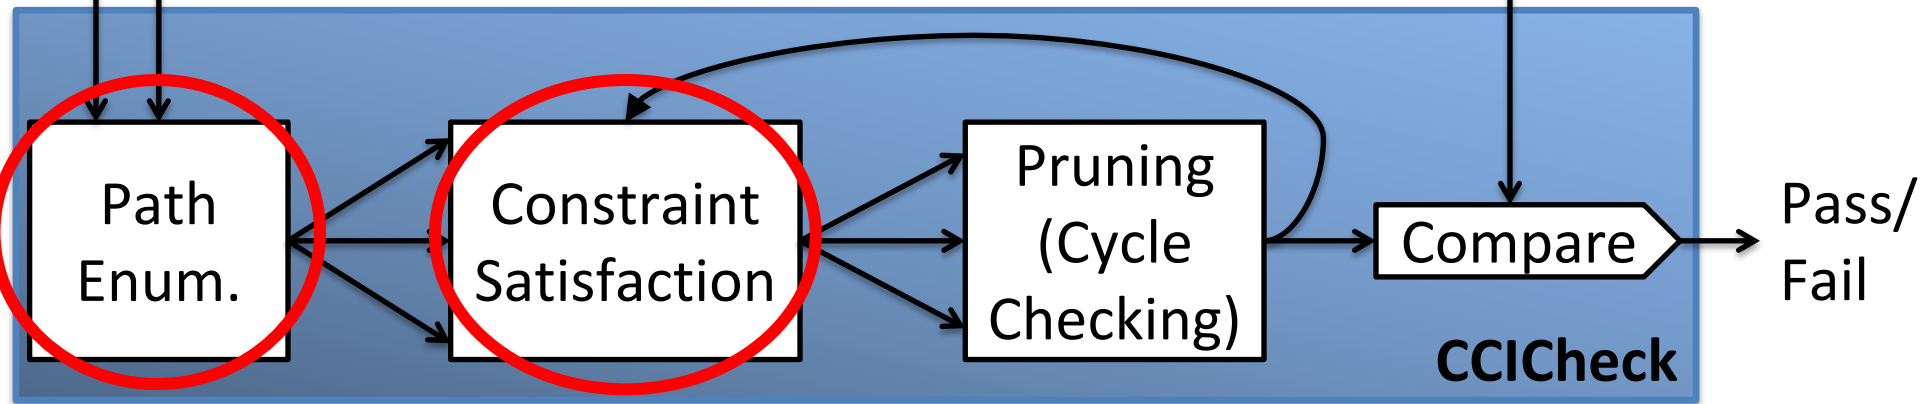 Path
Enum.
Constraint
Satisfaction
Pruning
(Cycle
Checking)
Compare
Pass/
Fail
CCICheck